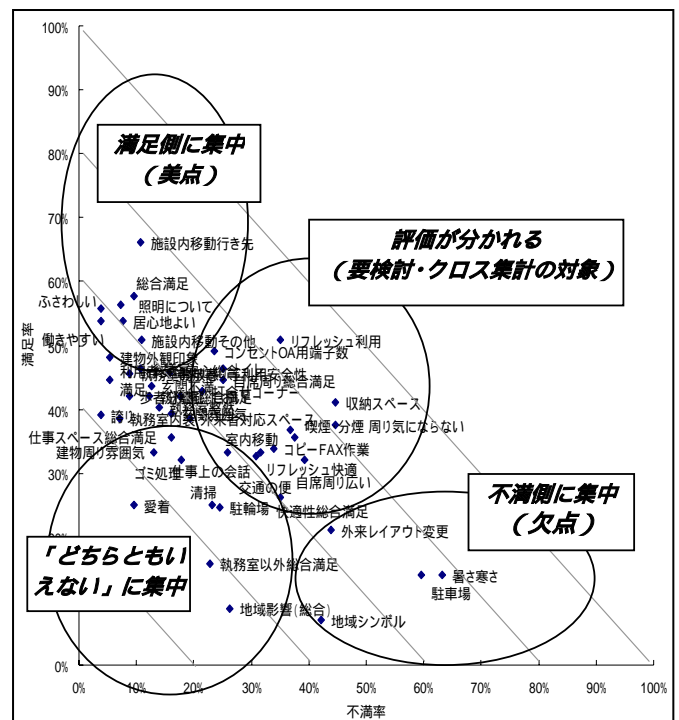 100%
90%
80%
70%
60%
50%
40%
30%
0%
満足率
満足側に集中
(美点)
評価が分かれる
(要検討・クロス集計の対象)
施設内移動行き先
総合満足
ふさわしい
照明について
居心地よい
働きやすい
施設内移動その他
リフレッシュ利用
コンセントOA用端子数
建物外観印象
自席周り総合満足
収納スペース
誇り
執務室内装
外来者対応スペース
喫煙・分煙
周り気にならない
仕事スペース総合満足
室内移動
コピーFAX作業
建物周り雰囲気
仕事上の会話
リフレッシュ快適
ゴミ処理
交通の便
自席周り広い
清掃
愛着
駐輪場
快適性総合満足
不満側に集中
(欠点)
外来レイアウト変更
「どちらともい
えない」に集中
執務室以外総合満足
暑さ寒さ
駐車場
地域影響(総合)
地域シンボル
0% 10% 20% 30% 40% 50% 60% 70% 80% 90% 100%
不満率